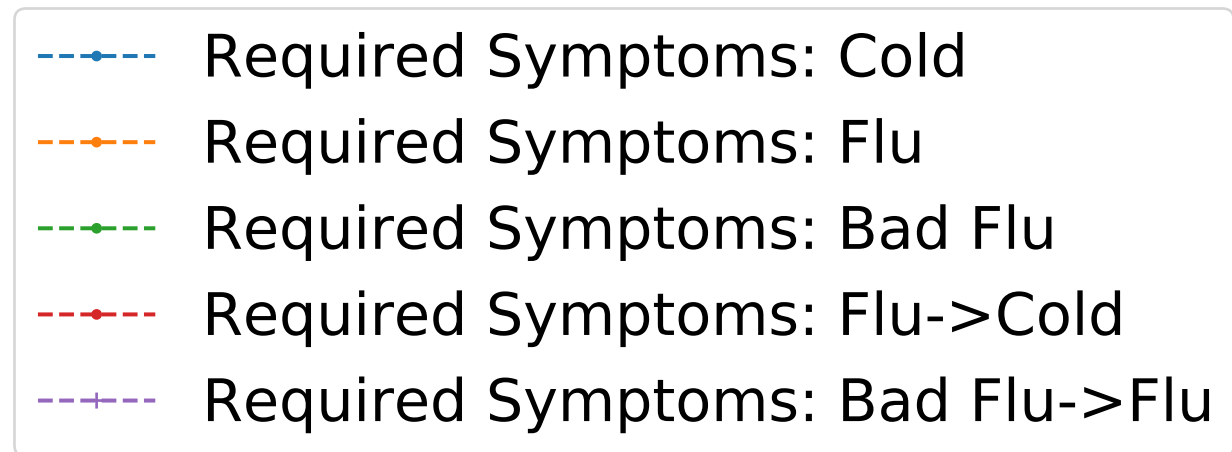 Required Symptoms: Cold
Required Symptoms: Flu
Required Symptoms: Bad Flu
Required Symptoms: Flu->Cold
Required Symptoms: Bad Flu->Flu